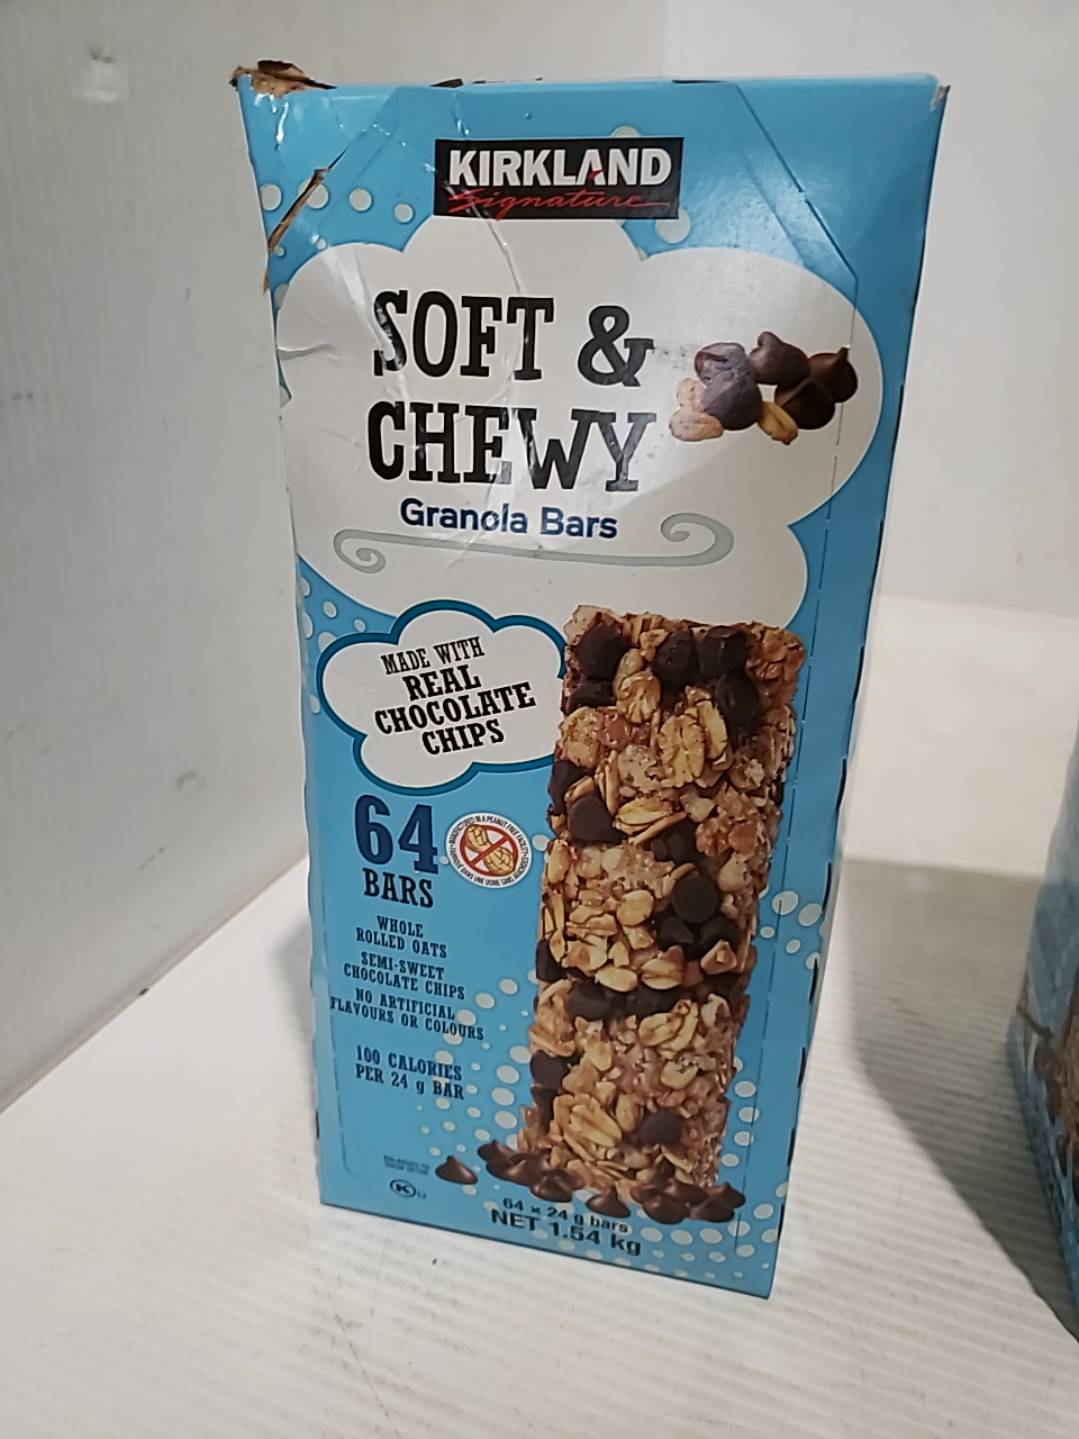 KIRKLAND
Signature
SOFT &
CHEWY
Granola Bars
MADE WITH
REAL
CHOCOLATE
CHIPS
64
BARS
WHOLE
ROLLED OATS
SEMI-SWEET
CHOCOLATE CHIPS
NO ARTIFICIAL
FLAVOURS OR COLOURS
100 CALORIES
PER 24 g BAR
K
64 x 24 g bars
NET 1.54 kg